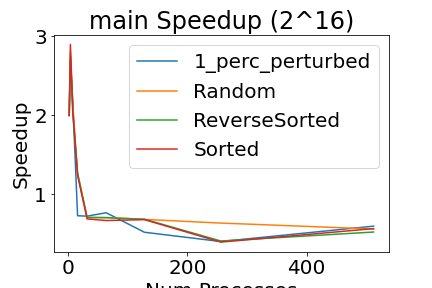 main Speedup (2^16)
3
2
1
Speedup
1_perc_perturbed
Random
ReverseSorted
Sorted
0
200
400
Num Processes